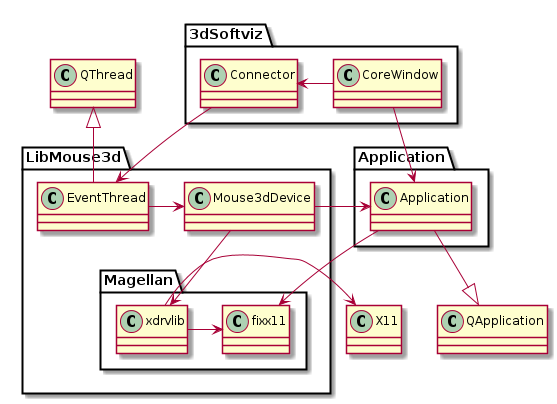 3dSoftviz
C QThread
C Connector
C CoreWindow
LibMouse3d
Application
C EventThread
C Mouse3dDevice
C Application
Magellan
C xdrvlib
C fixx11
C X11
C QApplication